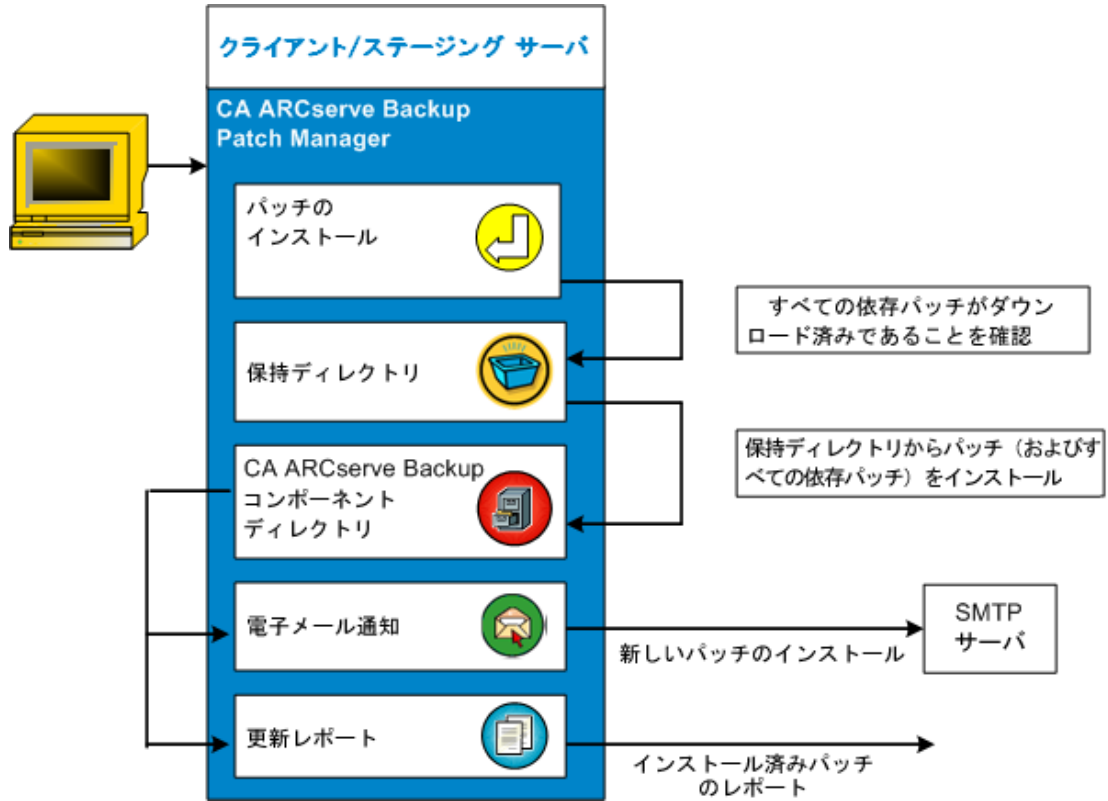 クライアント/ステージング サーバ
CA ARCserve Backup
Patch Manager
パッチの
インストール
すべての依存パッチがダウン
ロード済みであることを確認
保持ディレクトリ
保持ディレクトリからパッチ（およびす
べての依存パッチ）をインストール
CA ARCserve Backup
コンポーネント
ディレクトリ
電子メール通知
新しいパッチのインストール
SMTP
サーバ
更新レポート
インストール済みパッチ
のレポート